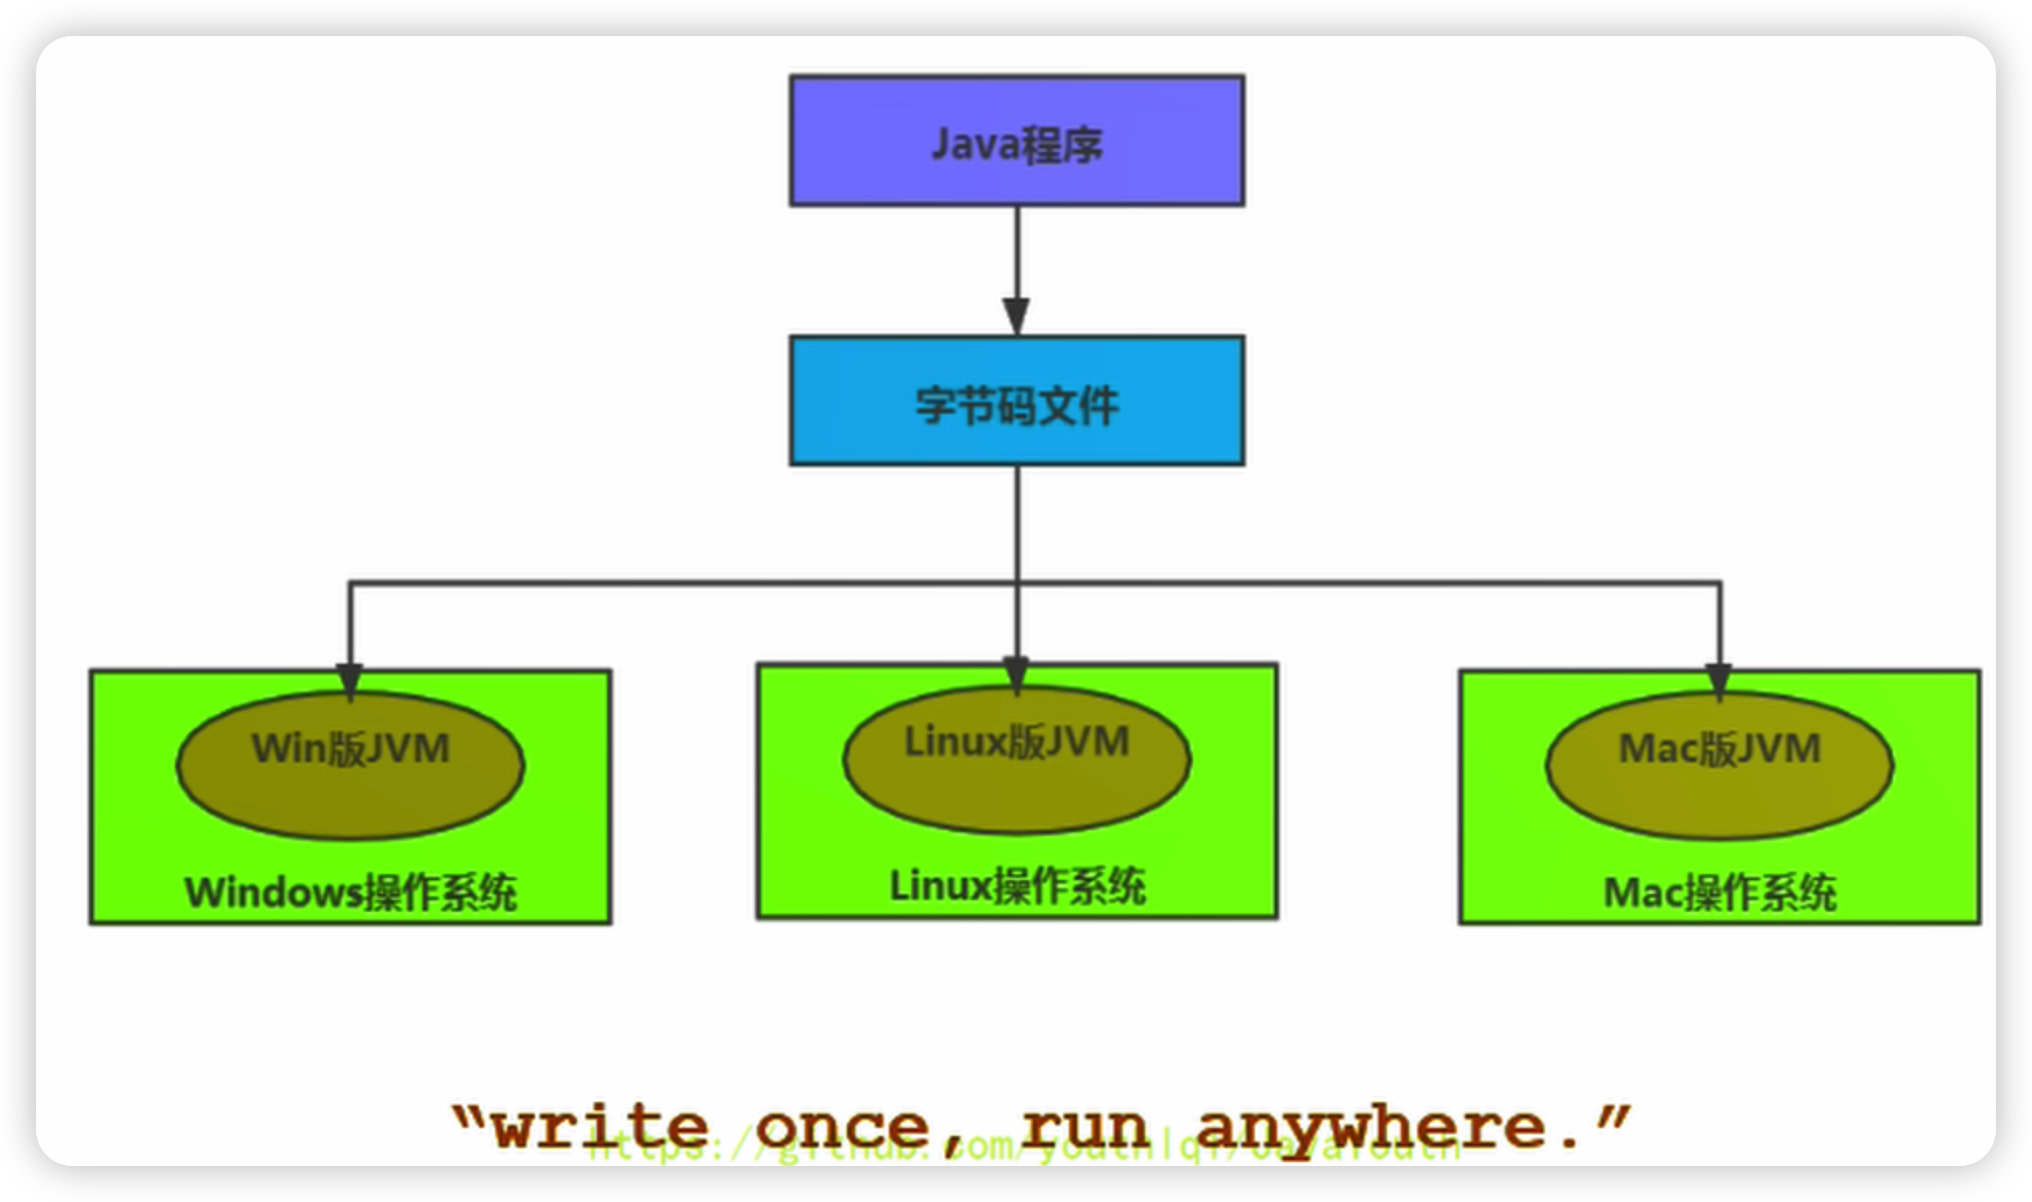 Java程序
字节码文件
Win版JVM
Linux版JVM
Mac版JVM
Windows操作系统
Linux操作系统
Mac操作系统
“write once, run anywhere.”
https://github.com/youthlql/JavaYouth